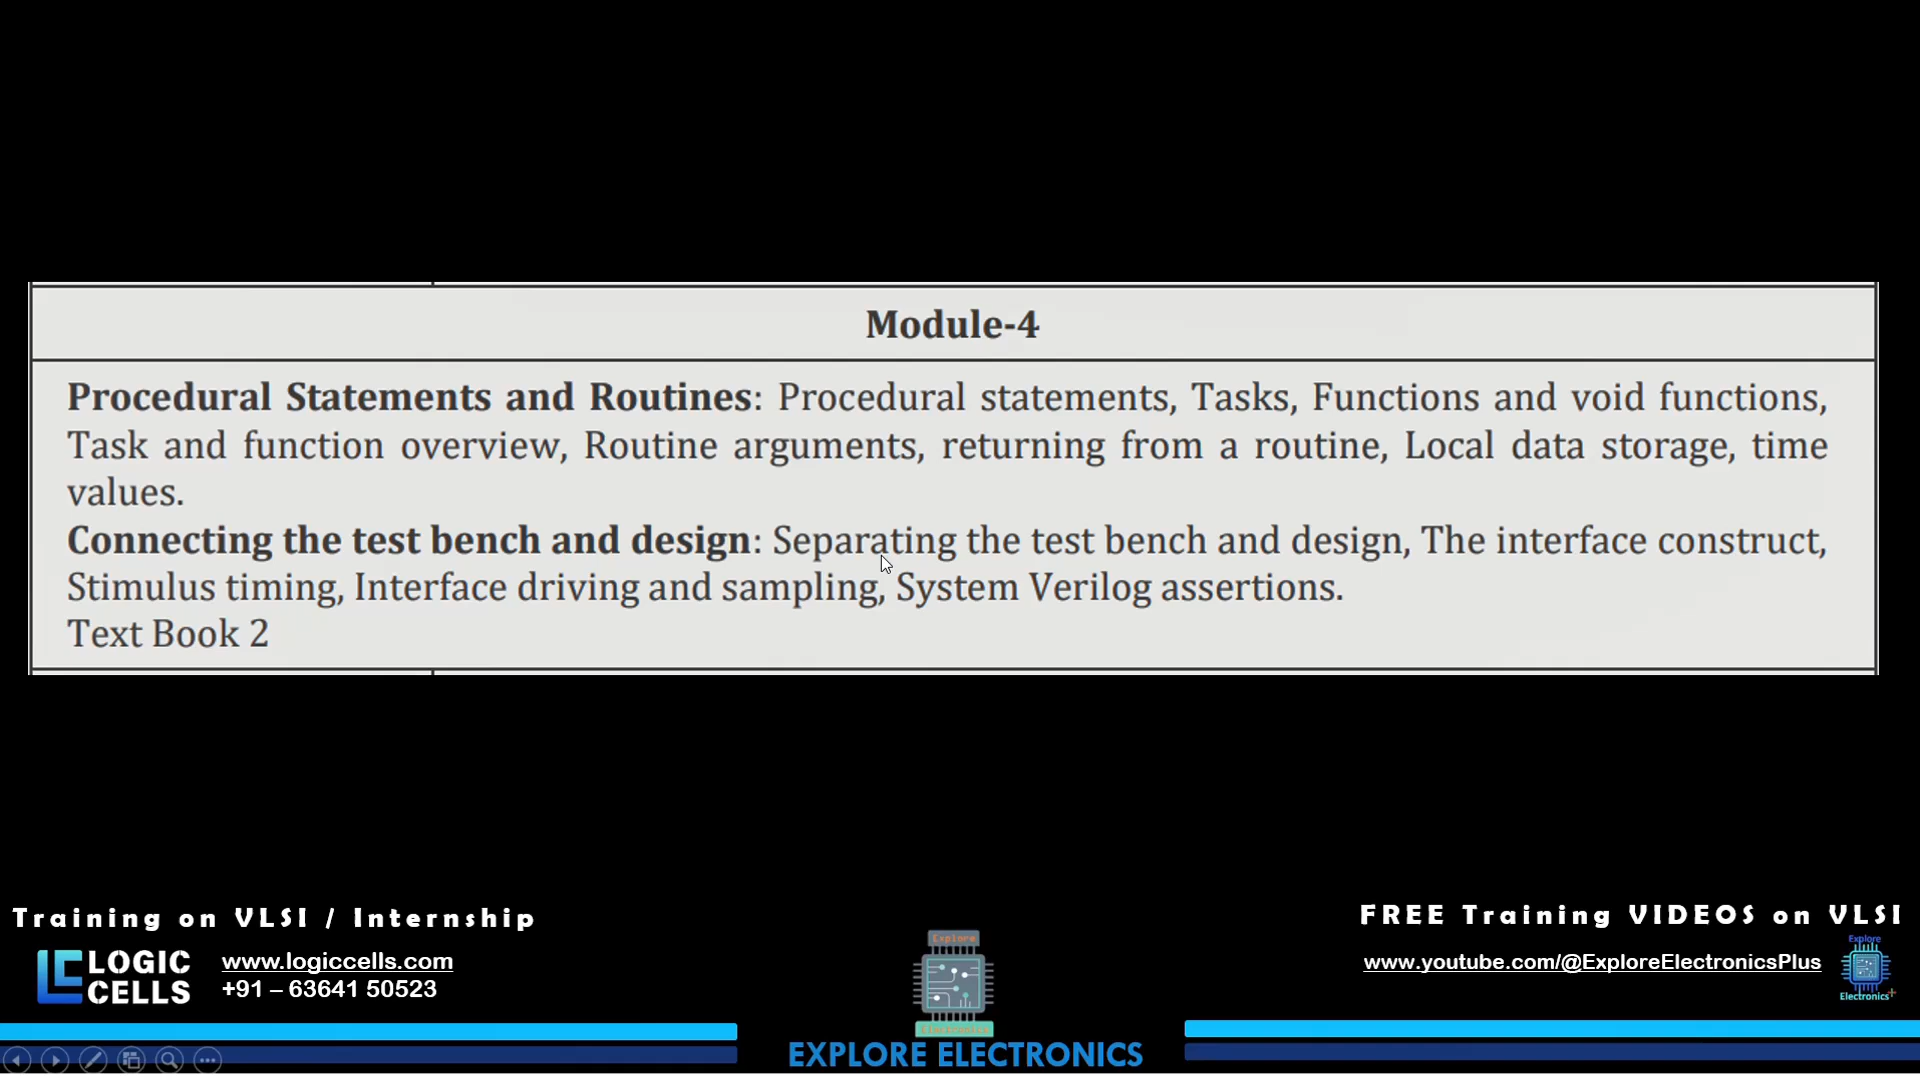 Module-4
Procedural Statements and Routines: Procedural statements, Tasks, Functions and void functions,
Task and function overview, Routine arguments, returning from a routine, Local data storage, time
values.
Connecting the test bench and design: Separating the test bench and design, The interface construct,
Stimulus timing, Interface driving and sampling, System Verilog assertions.
Text Book 2
Training on VLSI / Internship
LOGIC
CELLS
www.logiccells.com
+91 – 63641 50523
Explore
Electronics
EXPLORE ELECTRONICS
FREE Training VIDEOS on VLSI
www.youtube.com/@ExploreElectronicsPlus
Explore
Electronics+